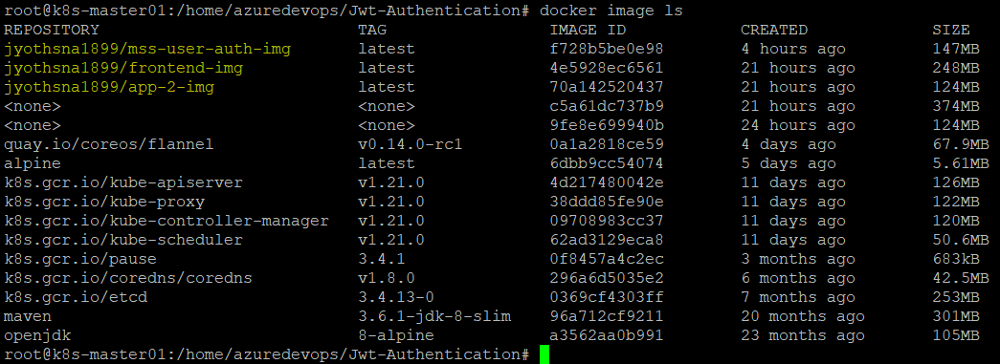 root@k8s-master01:/home/azuredevops/Jwt-Authentication# docker image ls
REPOSITORY TAG IMAGE ID CREATED SIZE
jyothsna1899/mss-user-auth-img latest f728b5be0e98 4 hours ago 147MB
jyothsna1899/frontend-img latest 4e5928ec6561 21 hours ago 248MB
jyothsna1899/app-2-img latest 70a142520437 21 hours ago 124MB
<none> <none> c5a61dc737b9 21 hours ago 374MB
<none> <none> 9fe8e699940b 24 hours ago 124MB
quay.io/coreos/flannel v0.14.0-rc1 0a1a2818ce59 4 days ago 67.9MB
alpine latest 6dbb9cc54074 5 days ago 5.61MB
k8s.gcr.io/kube-apiserver v1.21.0 4d217480042e 11 days ago 126MB
k8s.gcr.io/kube-proxy v1.21.0 38ddd85fe90e 11 days ago 122MB
k8s.gcr.io/kube-controller-manager v1.21.0 09708983cc37 11 days ago 120MB
k8s.gcr.io/kube-scheduler v1.21.0 62ad3129eca8 11 days ago 50.6MB
k8s.gcr.io/pause 3.4.1 0f8457a4c2ec 3 months ago 683kB
k8s.gcr.io/coredns/coredns v1.8.0 296a6d5035e2 6 months ago 42.5MB
k8s.gcr.io/etcd 3.4.13-0 0369cf4303ff 7 months ago 253MB
maven 3.6.1-jdk-8-slim 96a712cf9211 20 months ago 301MB
openjdk 8-alpine a3562aa0b991 23 months ago 105MB
root@k8s-master01:/home/azuredevops/Jwt-Authentication#